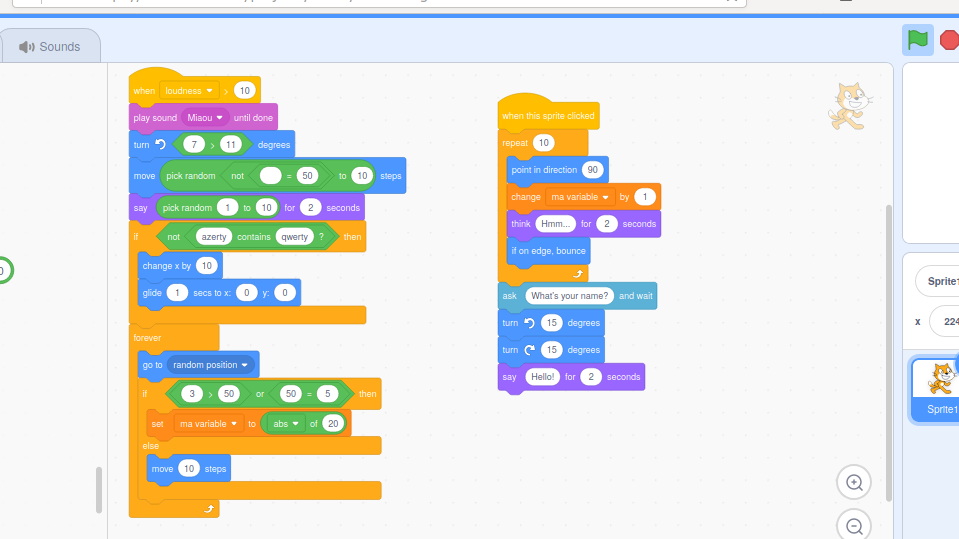 Sounds
when loudness > 10
play sound Miaou until done
turn 7 > 11 degrees
move pick random not = 50 to 10 steps
say pick random 1 to 10 for 2 seconds
if not azerty contains qwerty ? then
change x by 10
glide 1 secs to x: 0 y: 0
forever
go to random position
if 3 > 50 or 50 = 5 then
set ma variable to abs of 20
else
move 10 steps
when this sprite clicked
repeat 10
point in direction 90
change ma variable by 1
think Hmm... for 2 seconds
if on edge, bounce
ask What's your name? and wait
turn 15 degrees
turn 15 degrees
say Hello! for 2 seconds
Sprite1
x 224
Sprite1